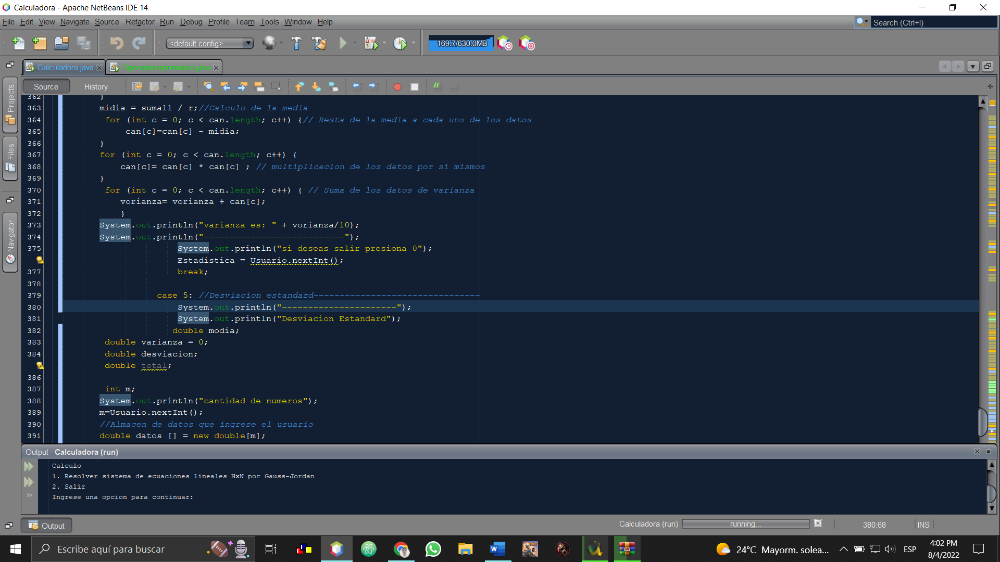 Calculadora - Apache NetBeans IDE 14
File Edit View Navigate Source Refactor Run Debug Profile Team Tools Window Help
Search (Ctrl+I)
<default config>
169.7/630.0MB
Calculadora.java
Operadoresprimarios.java
Source History
Projects
Files
Navigator
362 }
363 midia = suma11 / r;//Calculo de la media
364 for (int c = 0; c < can.length; c++) {// Resta de la media a cada uno de los datos
365 can[c]=can[c] - midia;
366 }
367 for (int c = 0; c < can.length; c++) {
368 can[c]= can[c] * can[c] ; // multiplicacion de los datos por si mismos
369 }
370 for (int c = 0; c < can.length; c++) { // Suma de los datos de varianza
371 vorianza= vorianza + can[c];
372 }
373 System.out.println("varianza es: " + vorianza/10);
374 System.out.println("---------------------------");
375 System.out.println("si deseas salir presiona 0");
Estadistica = Usuario.nextInt();
377 break;
378
379 case 5: //Desviacion estandard--------------------------------
380 System.out.println("----------------------");
381 System.out.println("Desviacion Estandard");
382 double modia;
383 double varianza = 0;
384 double desviacion;
double total;
386
387 int m;
388 System.out.println("cantidad de numeros");
389 m=Usuario.nextInt();
390 //Almacen de datos que ingrese el usuario
391 double datos [] = new double[m];
Output - Calculadora (run)
Calculo
1. Resolver sistema de ecuaciones lineales NxN por Gauss-Jordan
2. Salir
Ingrese una opcion para continuar:
Output
Calculadora (run) running... 380:68 INS
Escribe aquí para buscar
24°C Mayorm. solea... ESP
4:02 PM
8/4/2022